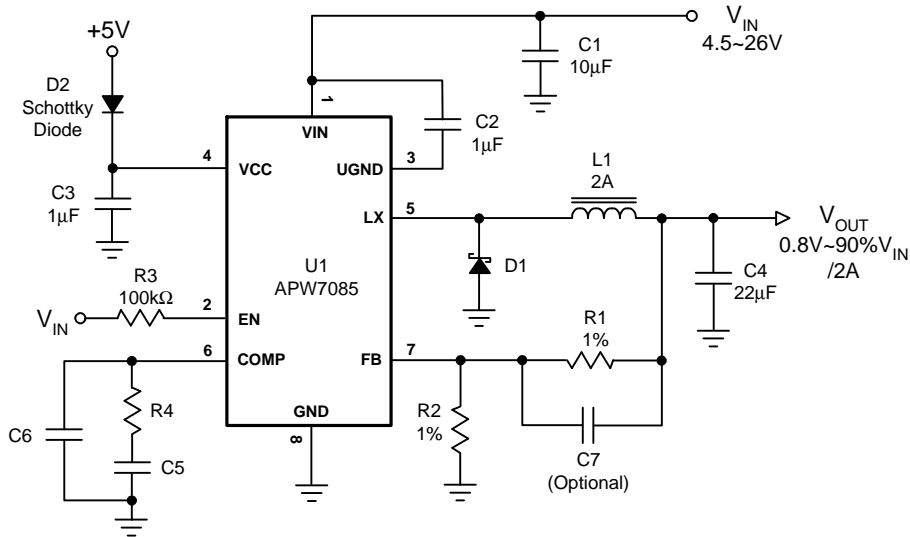 +5V
D2
Schottky
Diode
C3
1μF
4
VCC
1
VIN
C2
1μF
3
UGND
C1
10μF
VIN
4.5~26V
L1
2A
5
LX
D1
VOUT
0.8V~90%VIN
/2A
C4
22μF
U1
APW7085
VIN
R3
100kΩ
2
EN
6
COMP
C6
R4
C5
GND
8
7
FB
R2
1%
R1
1%
C7
(Optional)